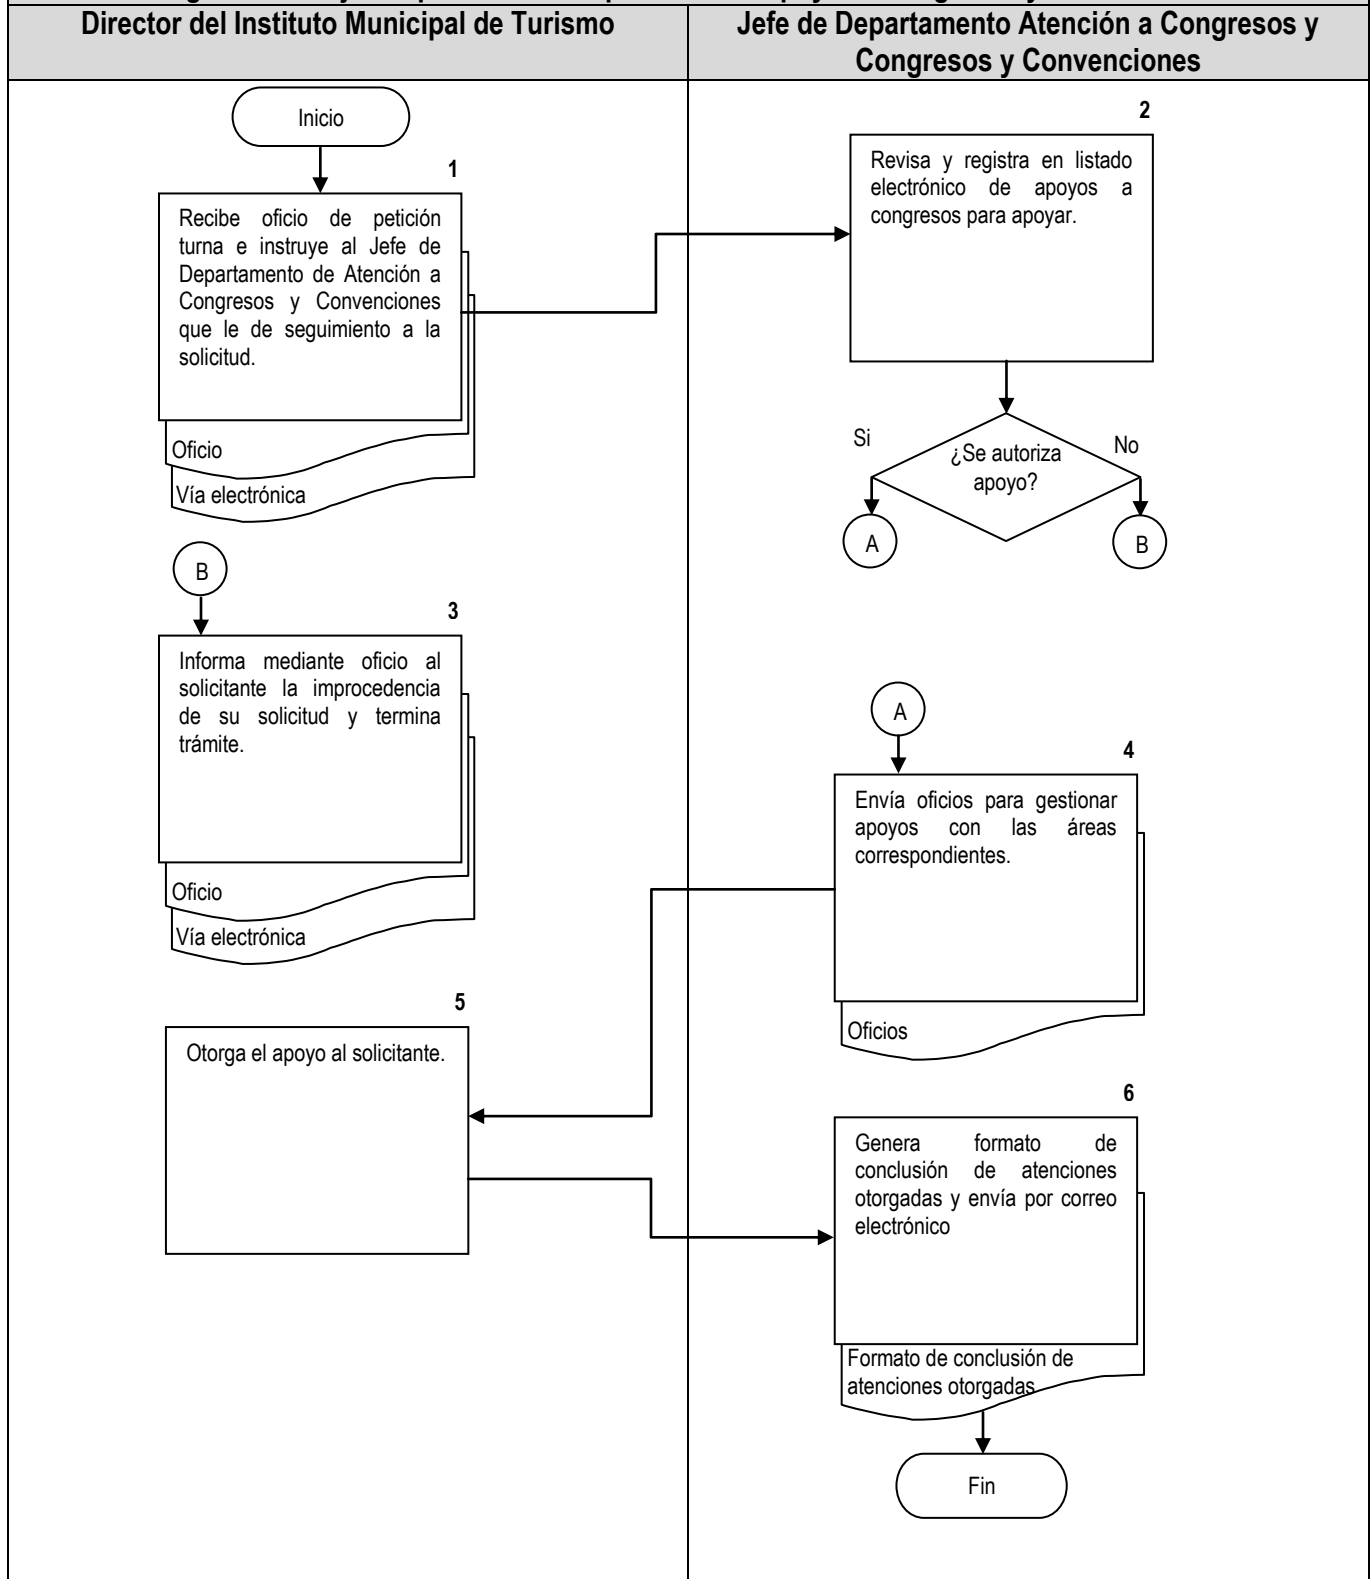 Director del Instituto Municipal de Turismo
Jefe de Departamento Atención a Congresos y
Congresos y Convenciones
Inicio
1
Recibe oficio de petición
turna e instruye al Jefe de
Departamento de Atención a
Congresos y Convenciones
que le de seguimiento a la
solicitud.
Oficio
Vía electrónica
2
Revisa y registra en listado
electrónico de apoyos a
congresos para apoyar.
Si
¿Se autoriza
apoyo?
No
A
B
B
3
Informa mediante oficio al
solicitante la improcedencia
de su solicitud y termina
trámite.
Oficio
Vía electrónica
A
4
Envía oficios para gestionar
apoyos con las áreas
correspondientes.
Oficios
5
Otorga el apoyo al solicitante.
6
Genera formato de
conclusión de atenciones
otorgadas y envía por correo
electrónico
Formato de conclusión de
atenciones otorgadas
Fin